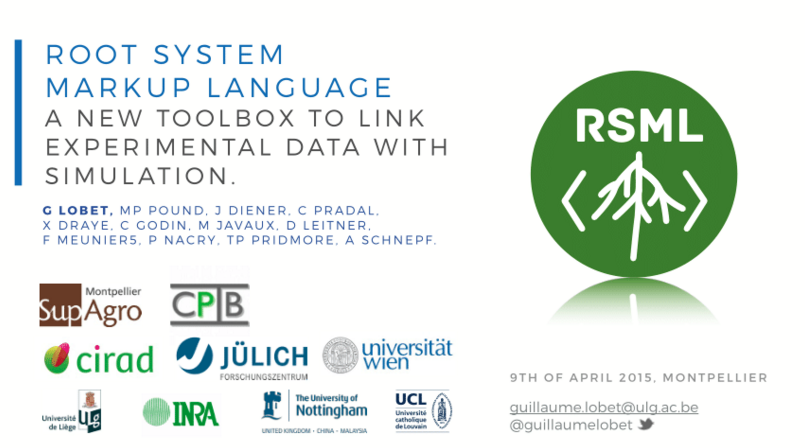 ROOT SYSTEM
MARKUP LANGUAGE
A NEW TOOLBOX TO LINK
EXPERIMENTAL DATA WITH
SIMULATION.
G LOBET, MP POUND, J DIENER, C PRADAL,
X DRAYE, C GODIN, M JAVAUX, D LEITNER,
F MEUNIER5, P NACRY, TP PRIDMORE, A SCHNEPF.
RSML
Montpellier
SupAgro
CPIB
cirad
JÜLICH
FORSCHUNGSZENTRUM
universität
wien
Université
de Liège
INRA
The University of
Nottingham
UNITED KINGDOM • CHINA • MALAYSIA
UCL
Université
catholique
de Louvain
9TH OF APRIL 2015, MONTPELLIER
guillaume.lobet@ulg.ac.be
@guillaumelobet